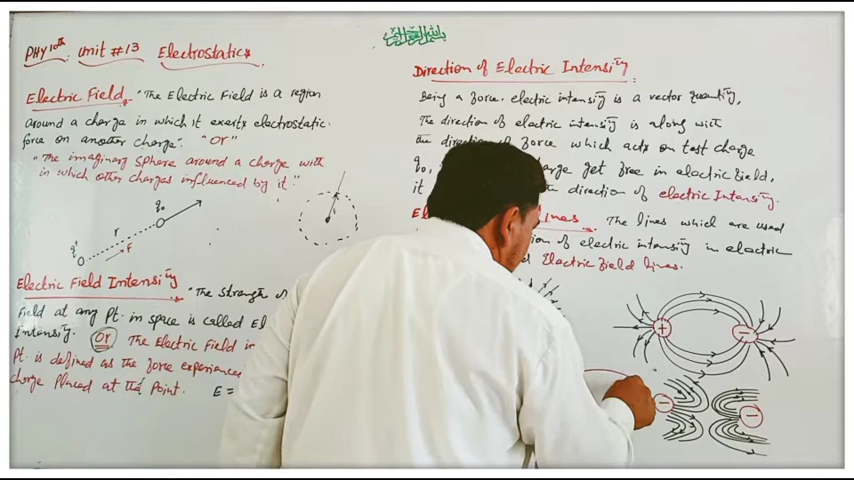 بسم الله الرحمن الرحيم
PHY 10th: Unit #13 Electrostatics.
Electric Field. "The Electric Field is a region
around a charge in which it exerts electrostatic
force on another charge". "Or"
"The imaginary sphere around a charge with
in which other charges influenced by it."
q. r F
Electric Field Intensity "The strength of
field at any Pt. in space is called El
Intensity. Or The Electric Field in
Pt. is defined as the force experienced
charge placed at that Point. E =
Direction of Electric Intensity:
Being a force. electric intensity is a vector quantity,
The direction of electric intensity is along with
the direction of force which acts on test charge
q₀, charge get free in electric field,
it the direction of electric Intensity.
El Lines. The lines which are used
ion of electric intensity in electric
Electric field lines.
+ −
− −